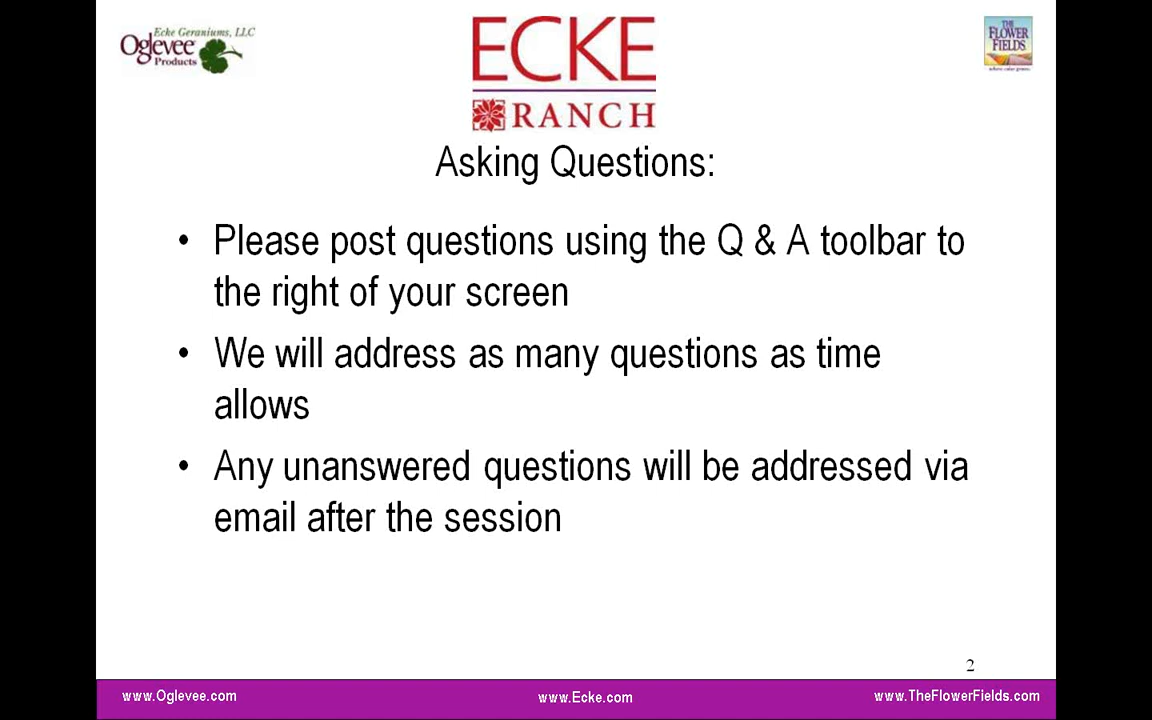 Ecke Geraniums, LLC
Oglevee
Products
ECKE
RANCH
THE
FLOWER
FIELDS
Asking Questions:
• Please post questions using the Q & A toolbar to
the right of your screen
• We will address as many questions as time
allows
• Any unanswered questions will be addressed via
email after the session
2
www.Oglevee.com
www.Ecke.com
www.TheFlowerFields.com